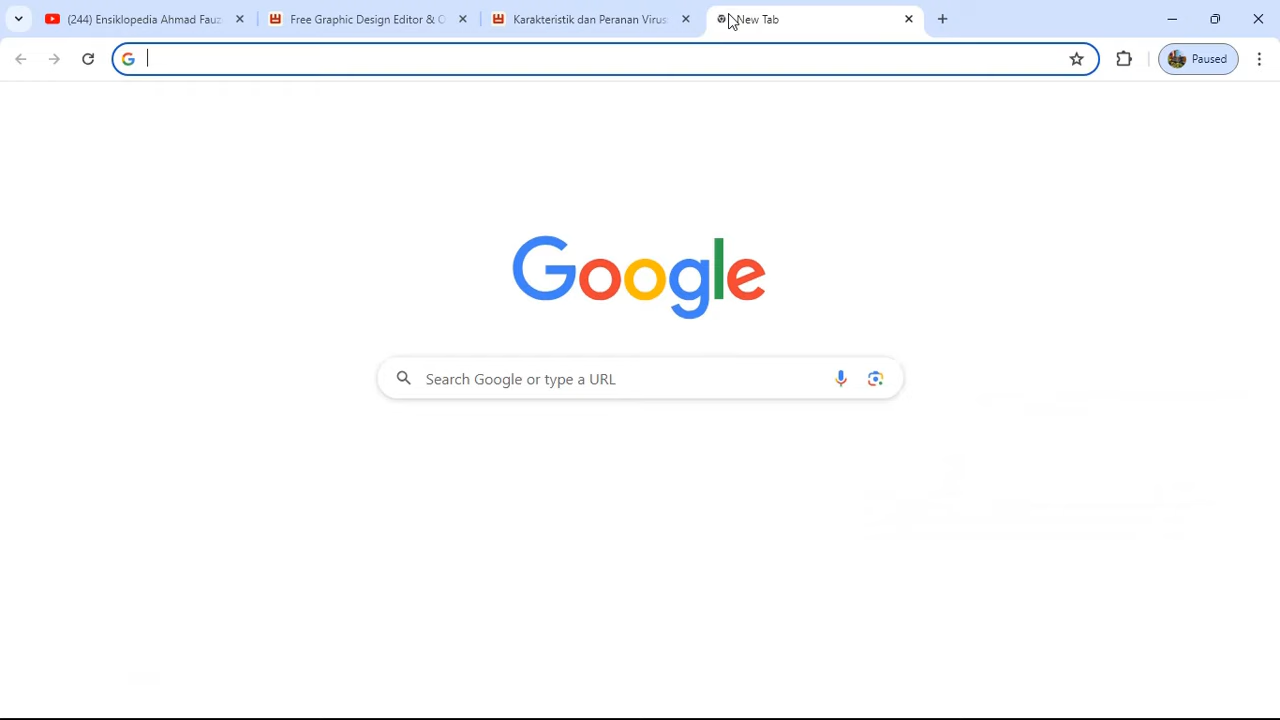 (244) Ensiklopedia Ahmad Fauz
Free Graphic Design Editor & O
Karakteristik dan Peranan Virus
New Tab
Paused
Google
Search Google or type a URL